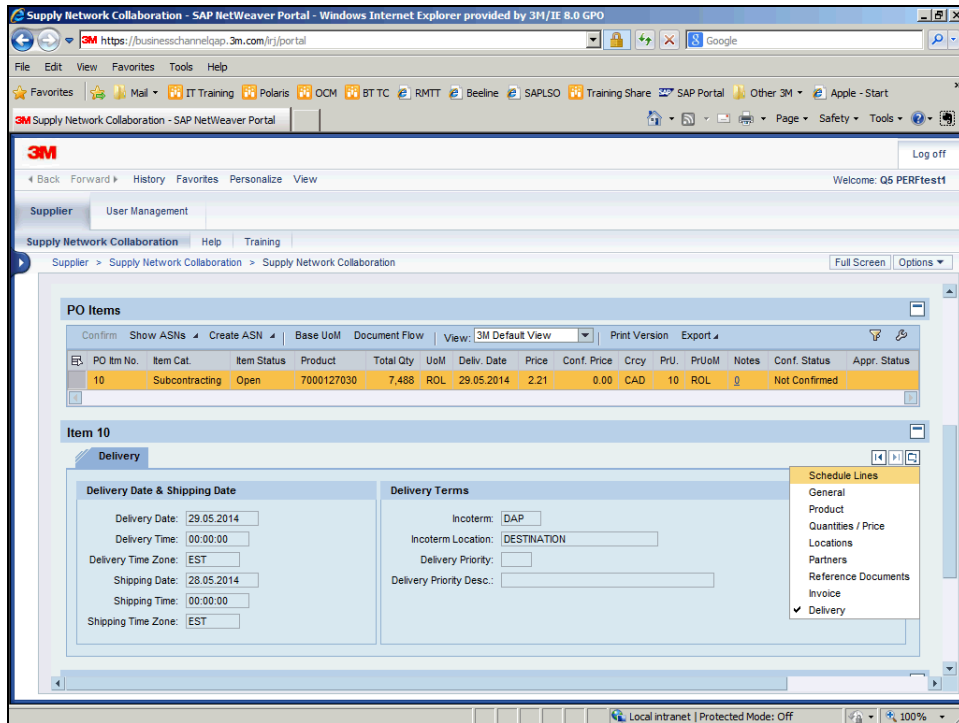 Supply Network Collaboration - SAP NetWeaver Portal - Windows Internet Explorer provided by 3M/IE 8.0 GPO
3M https://businesschannelqap.3m.com/irj/portal
Google
File Edit View Favorites Tools Help
Favorites Mail IT Training Polaris OCM BT TC RMTT Beeline SAPLSO Training Share SAP Portal Other 3M Apple - Start
3M Supply Network Collaboration - SAP NetWeaver Portal
Page Safety Tools
3M
Log off
Back Forward History Favorites Personalize View
Welcome: Q5 PERFtest1
Supplier User Management
Supply Network Collaboration Help Training
Supplier > Supply Network Collaboration > Supply Network Collaboration
Full Screen Options
PO Items
Confirm Show ASNs Create ASN Base UoM Document Flow View: 3M Default View Print Version Export
PO Itm No. Item Cat. Item Status Product Total Qty UoM Deliv. Date Price Conf. Price Crcy PrU. PrUoM Notes Conf. Status Appr. Status
10 Subcontracting Open 7000127030 7,488 ROL 29.05.2014 2.21 0.00 CAD 10 ROL 0 Not Confirmed
Item 10
Delivery
Delivery Date & Shipping Date
Delivery Date: 29.05.2014
Delivery Time: 00:00:00
Delivery Time Zone: EST
Shipping Date: 28.05.2014
Shipping Time: 00:00:00
Shipping Time Zone: EST
Delivery Terms
Incoterm: DAP
Incoterm Location: DESTINATION
Delivery Priority:
Delivery Priority Desc.:
Schedule Lines
General
Product
Quantities / Price
Locations
Partners
Reference Documents
Invoice
Delivery
Local intranet | Protected Mode: Off
100%